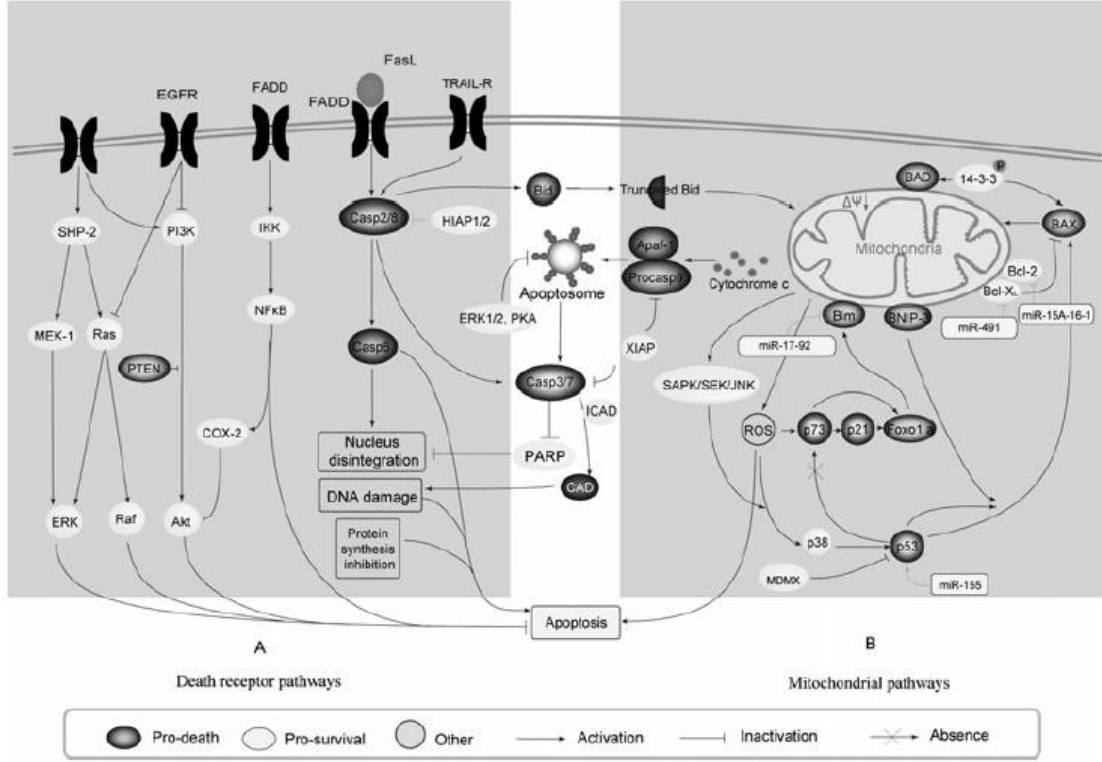 FasL
EGFR
FADD
FADD
TRAIL-R
SHP-2
PI3K
IKK
Casp2/8
HIAP1/2
Bid
Truncated Bid
BAD
14-3-3
P
BAX
ΔΨ↓
Mitochondria
Apaf-1
Procasp9
Apoptosome
Cytochrome c
Bcl-2
Bcl-XL
MEK-1
Ras
NFκB
ERK1/2, PKA
XIAP
Bim
BNIP-3
miR-15A-16-1
miR-491
miR-17-92
PTEN
Casp3/7
SAPK/SEK/JNK
ICAD
COX-2
Nucleus
disintegration
PARP
ROS
p73
p21
Foxo1a
DNA damage
CAD
ERK
Raf
Akt
Protein
synthesis
inhibition
p38
p53
MDMX
miR-155
Apoptosis
A
B
Death receptor pathways
Mitochondrial pathways
Pro-death
Pro-survival
Other
Activation
Inactivation
Absence